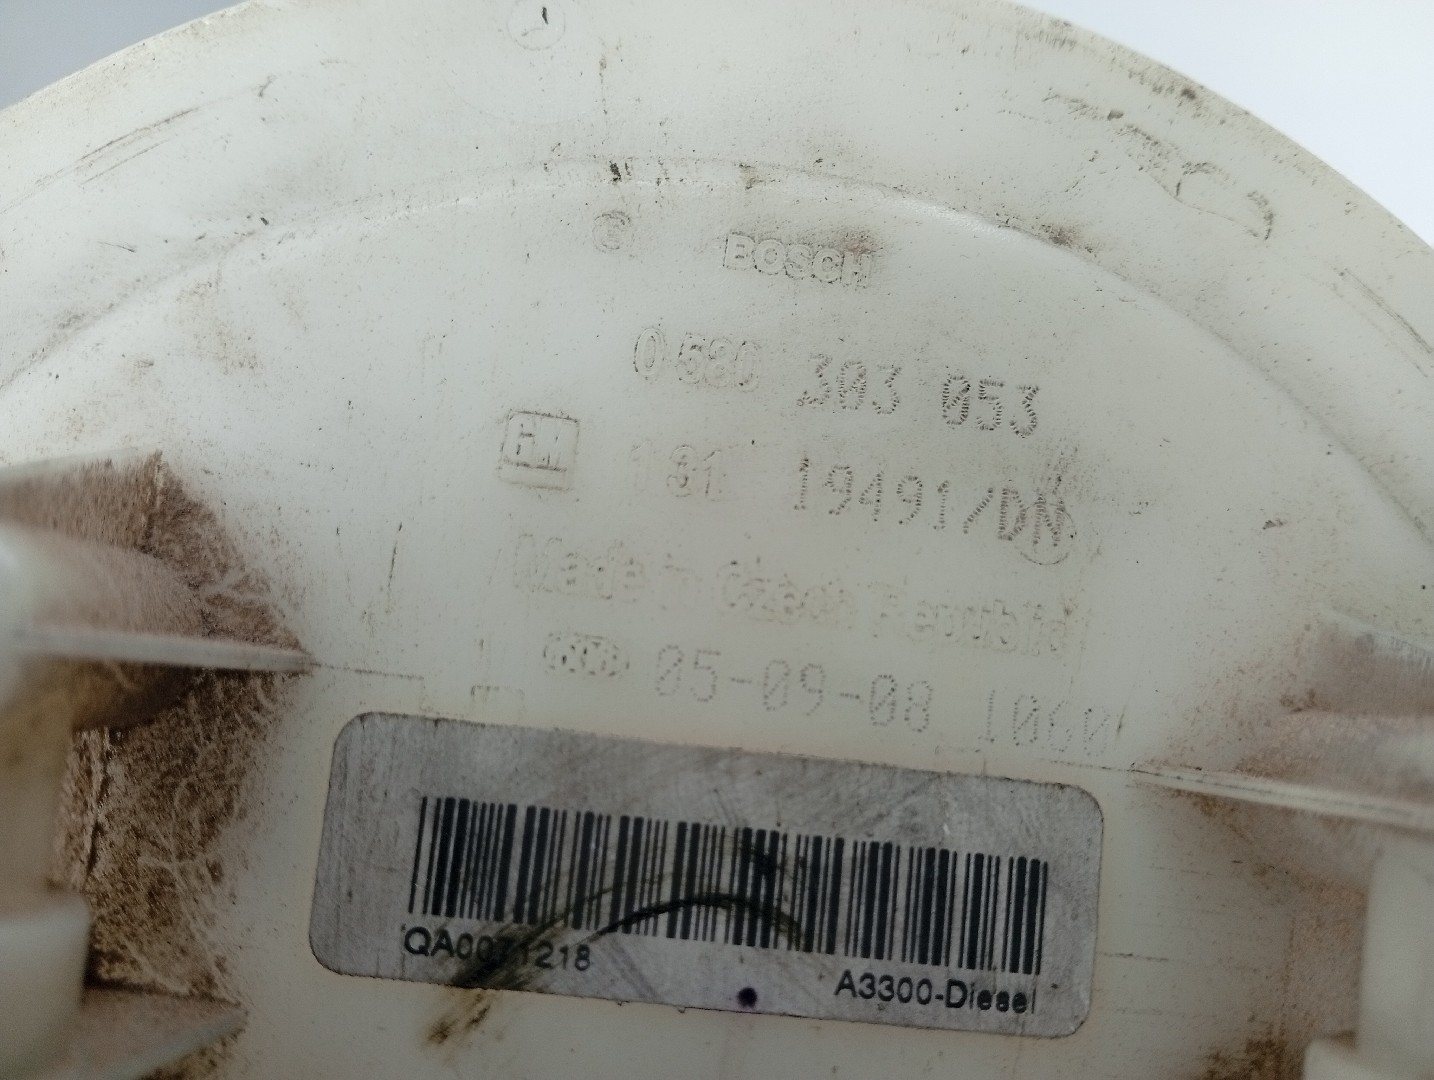 BOSCH
0 580 303 053
GM 131 19491/DN
Made in Czech Republic
05-09-08 1060
QA0071218
A3300-Diesel